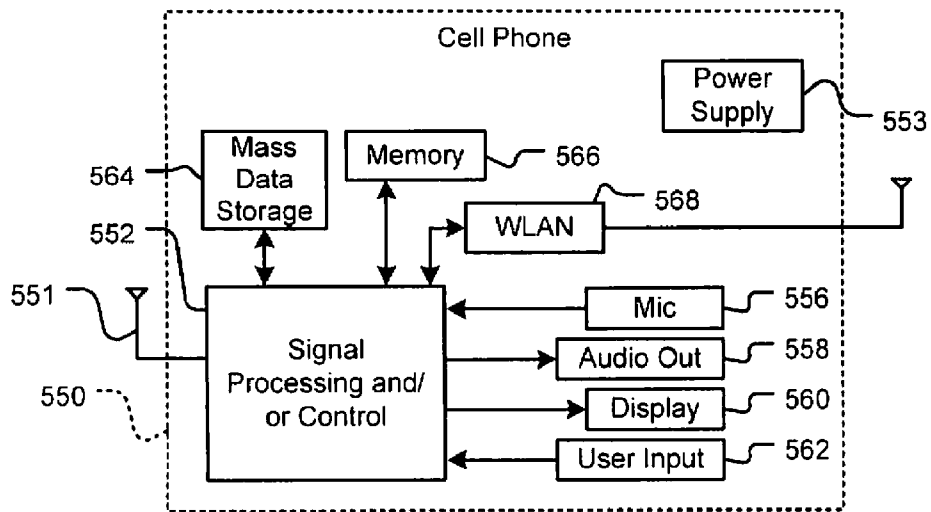 Cell Phone
Power
Supply
553
Mass
Data
Storage
564
Memory
566
WLAN
568
552
551
550
Signal
Processing and/
or Control
Mic
556
Audio Out
558
Display
560
User Input
562